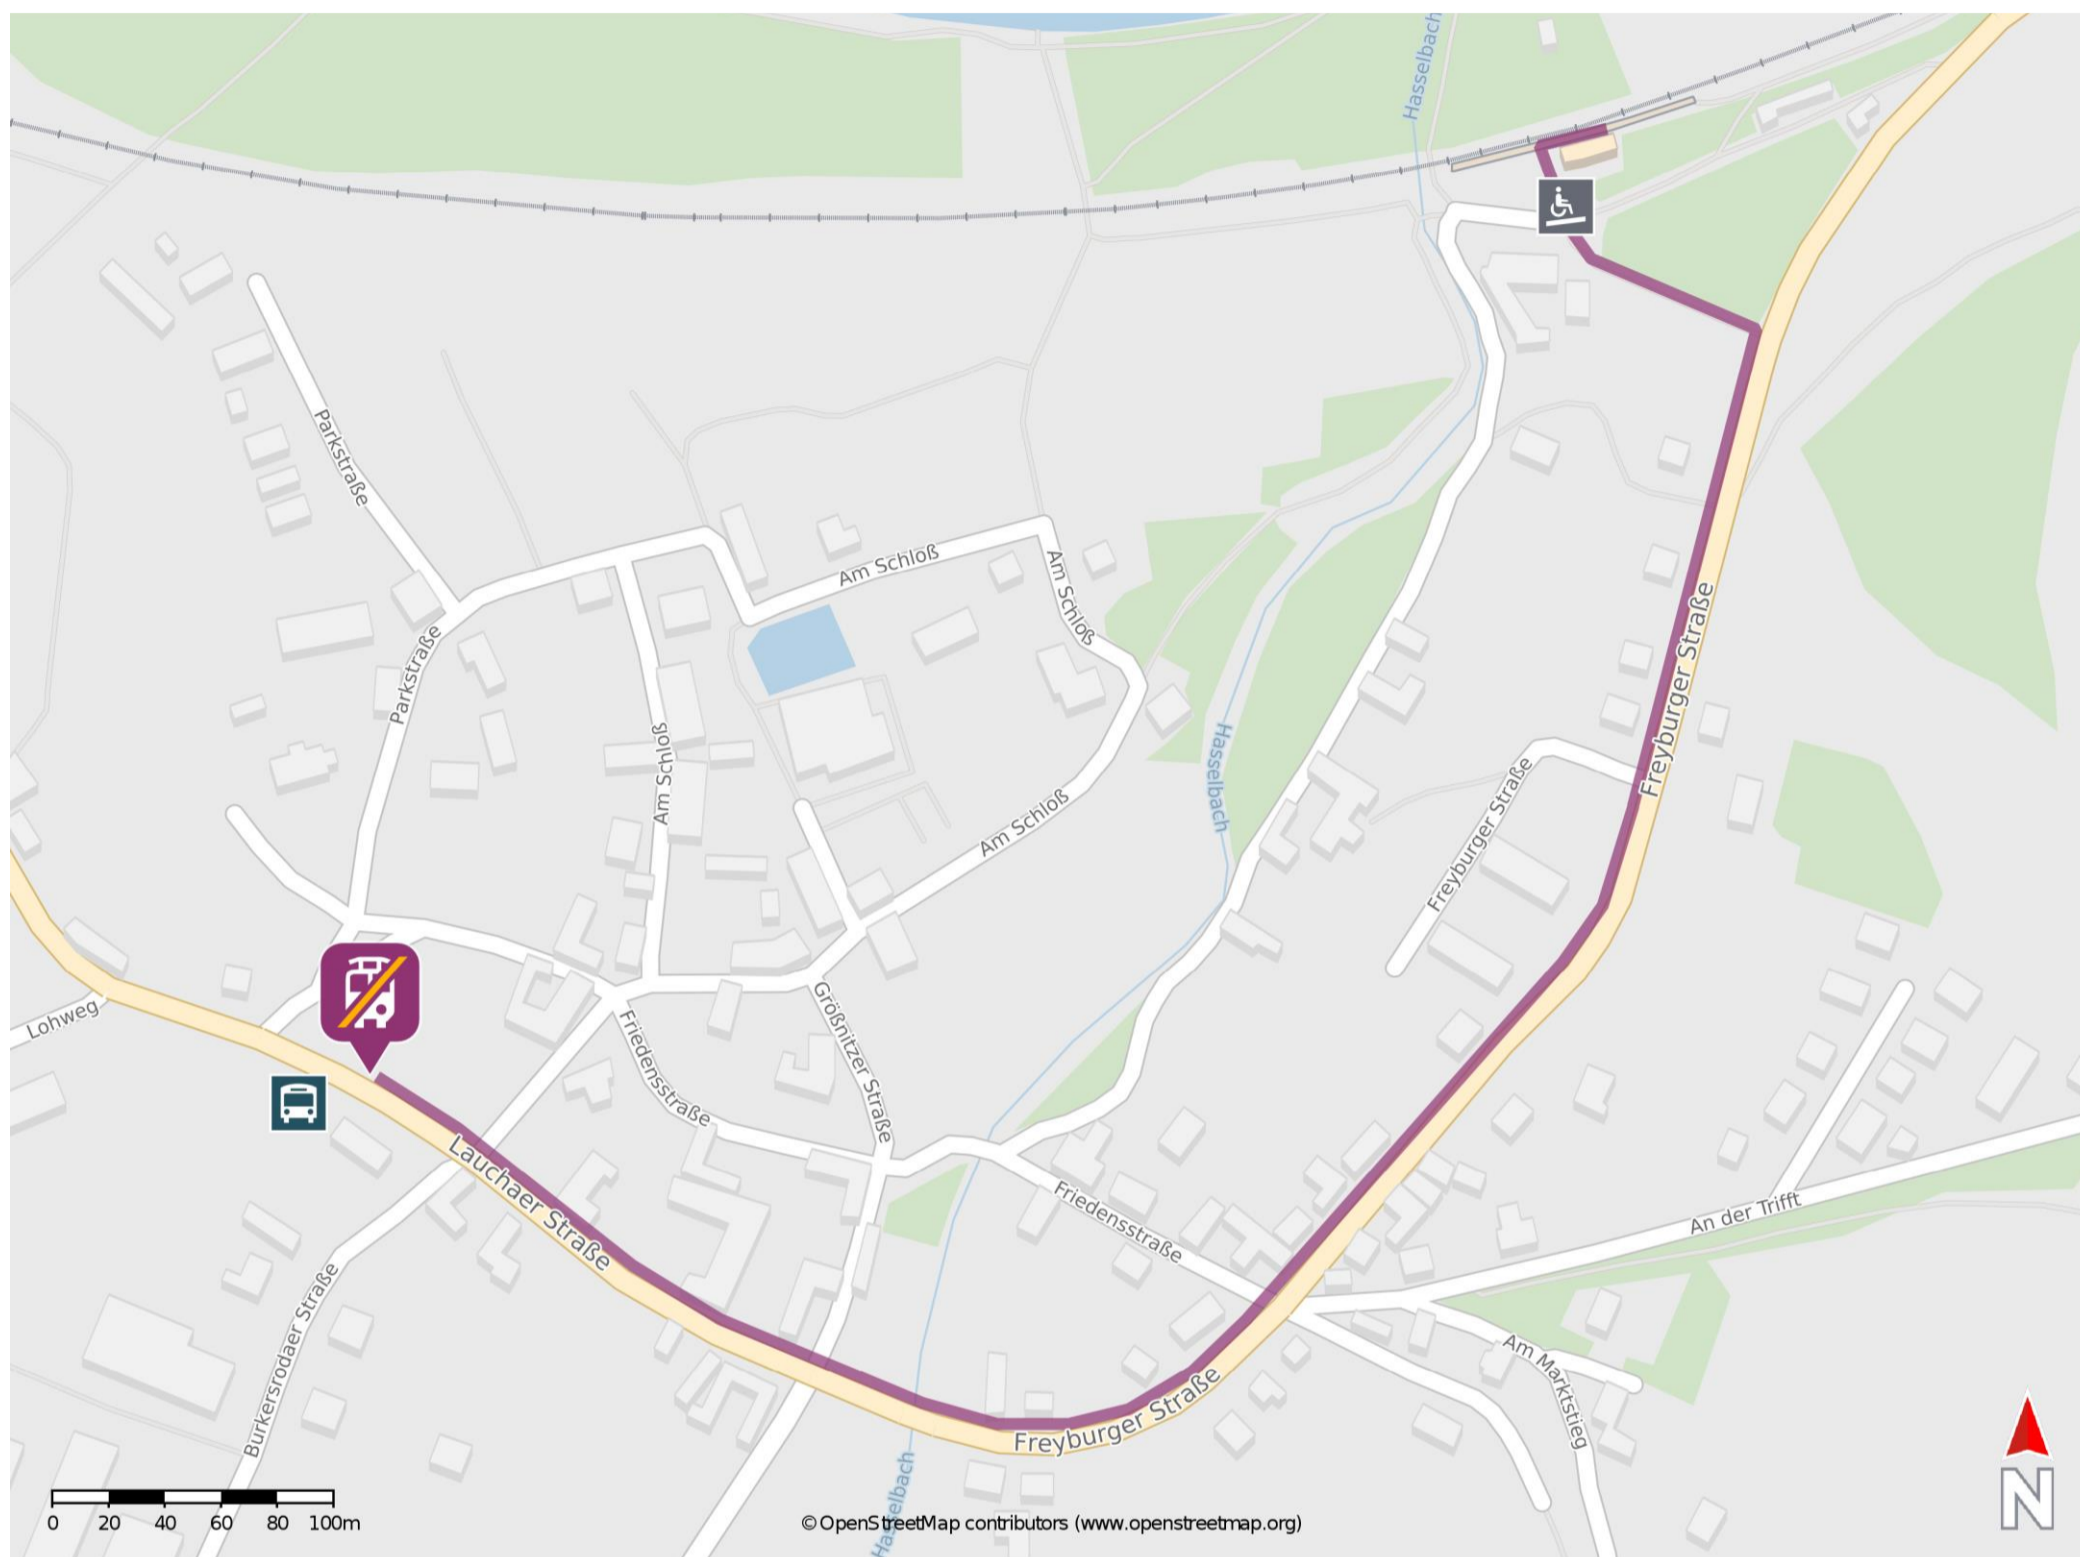 Hasselbach
Parkstraße
Am Schloß
Am Schloß
Freyburger Straße
Parkstraße
Am Schloß
Hasselbach
Freyburger Straße
Am Schloß
Lohweg
Friedensstraße
Größnitzer Straße
Lauchaer Straße
Friedensstraße
An der Trifft
Burkersrodaer Straße
Freyburger Straße
Am Marktstieg
Hasselbach
N
0 20 40 60 80 100m
© OpenStreetMap contributors (www.openstreetmap.org)